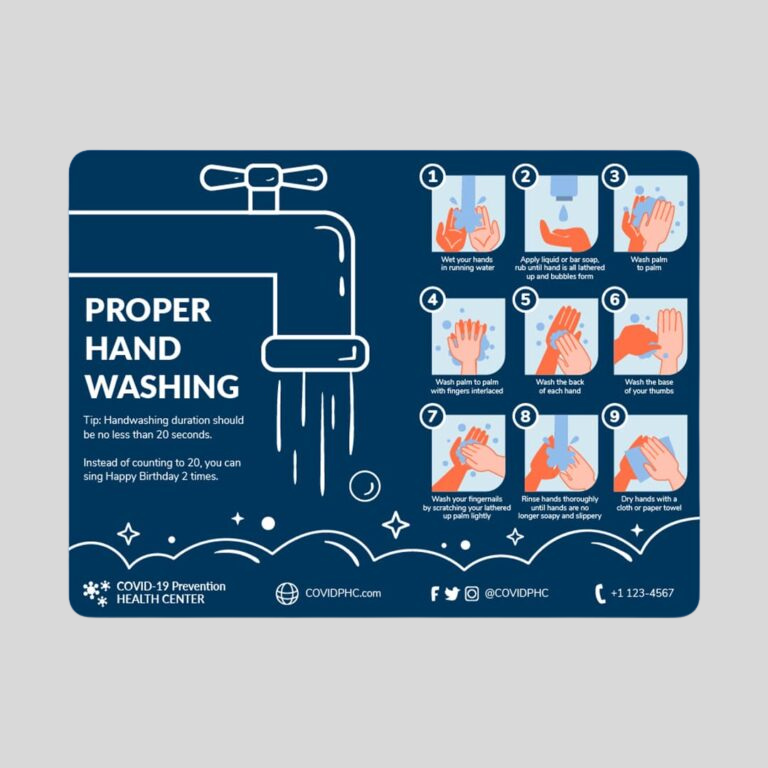 PROPER
HAND
WASHING
Tip: Handwashing duration should
be no less than 20 seconds.
Instead of counting to 20, you can
sing Happy Birthday 2 times.
1
Wet your hands
in running water
2
Apply liquid or bar soap,
rub until hand is all lathered
up and bubbles form
3
Wash palm
to palm
4
Wash palm to palm
with fingers interlaced
5
Wash the back
of each hand
6
Wash the base
of your thumbs
7
Wash your fingernails
by scratching your lathered
up palm lightly
8
Rinse hands thoroughly
until hands are no
longer soapy and slippery
9
Dry hands with a
cloth or paper towel
COVID-19 Prevention
HEALTH CENTER
COVIDPHC.com
@COVIDPHC
+1 123-4567